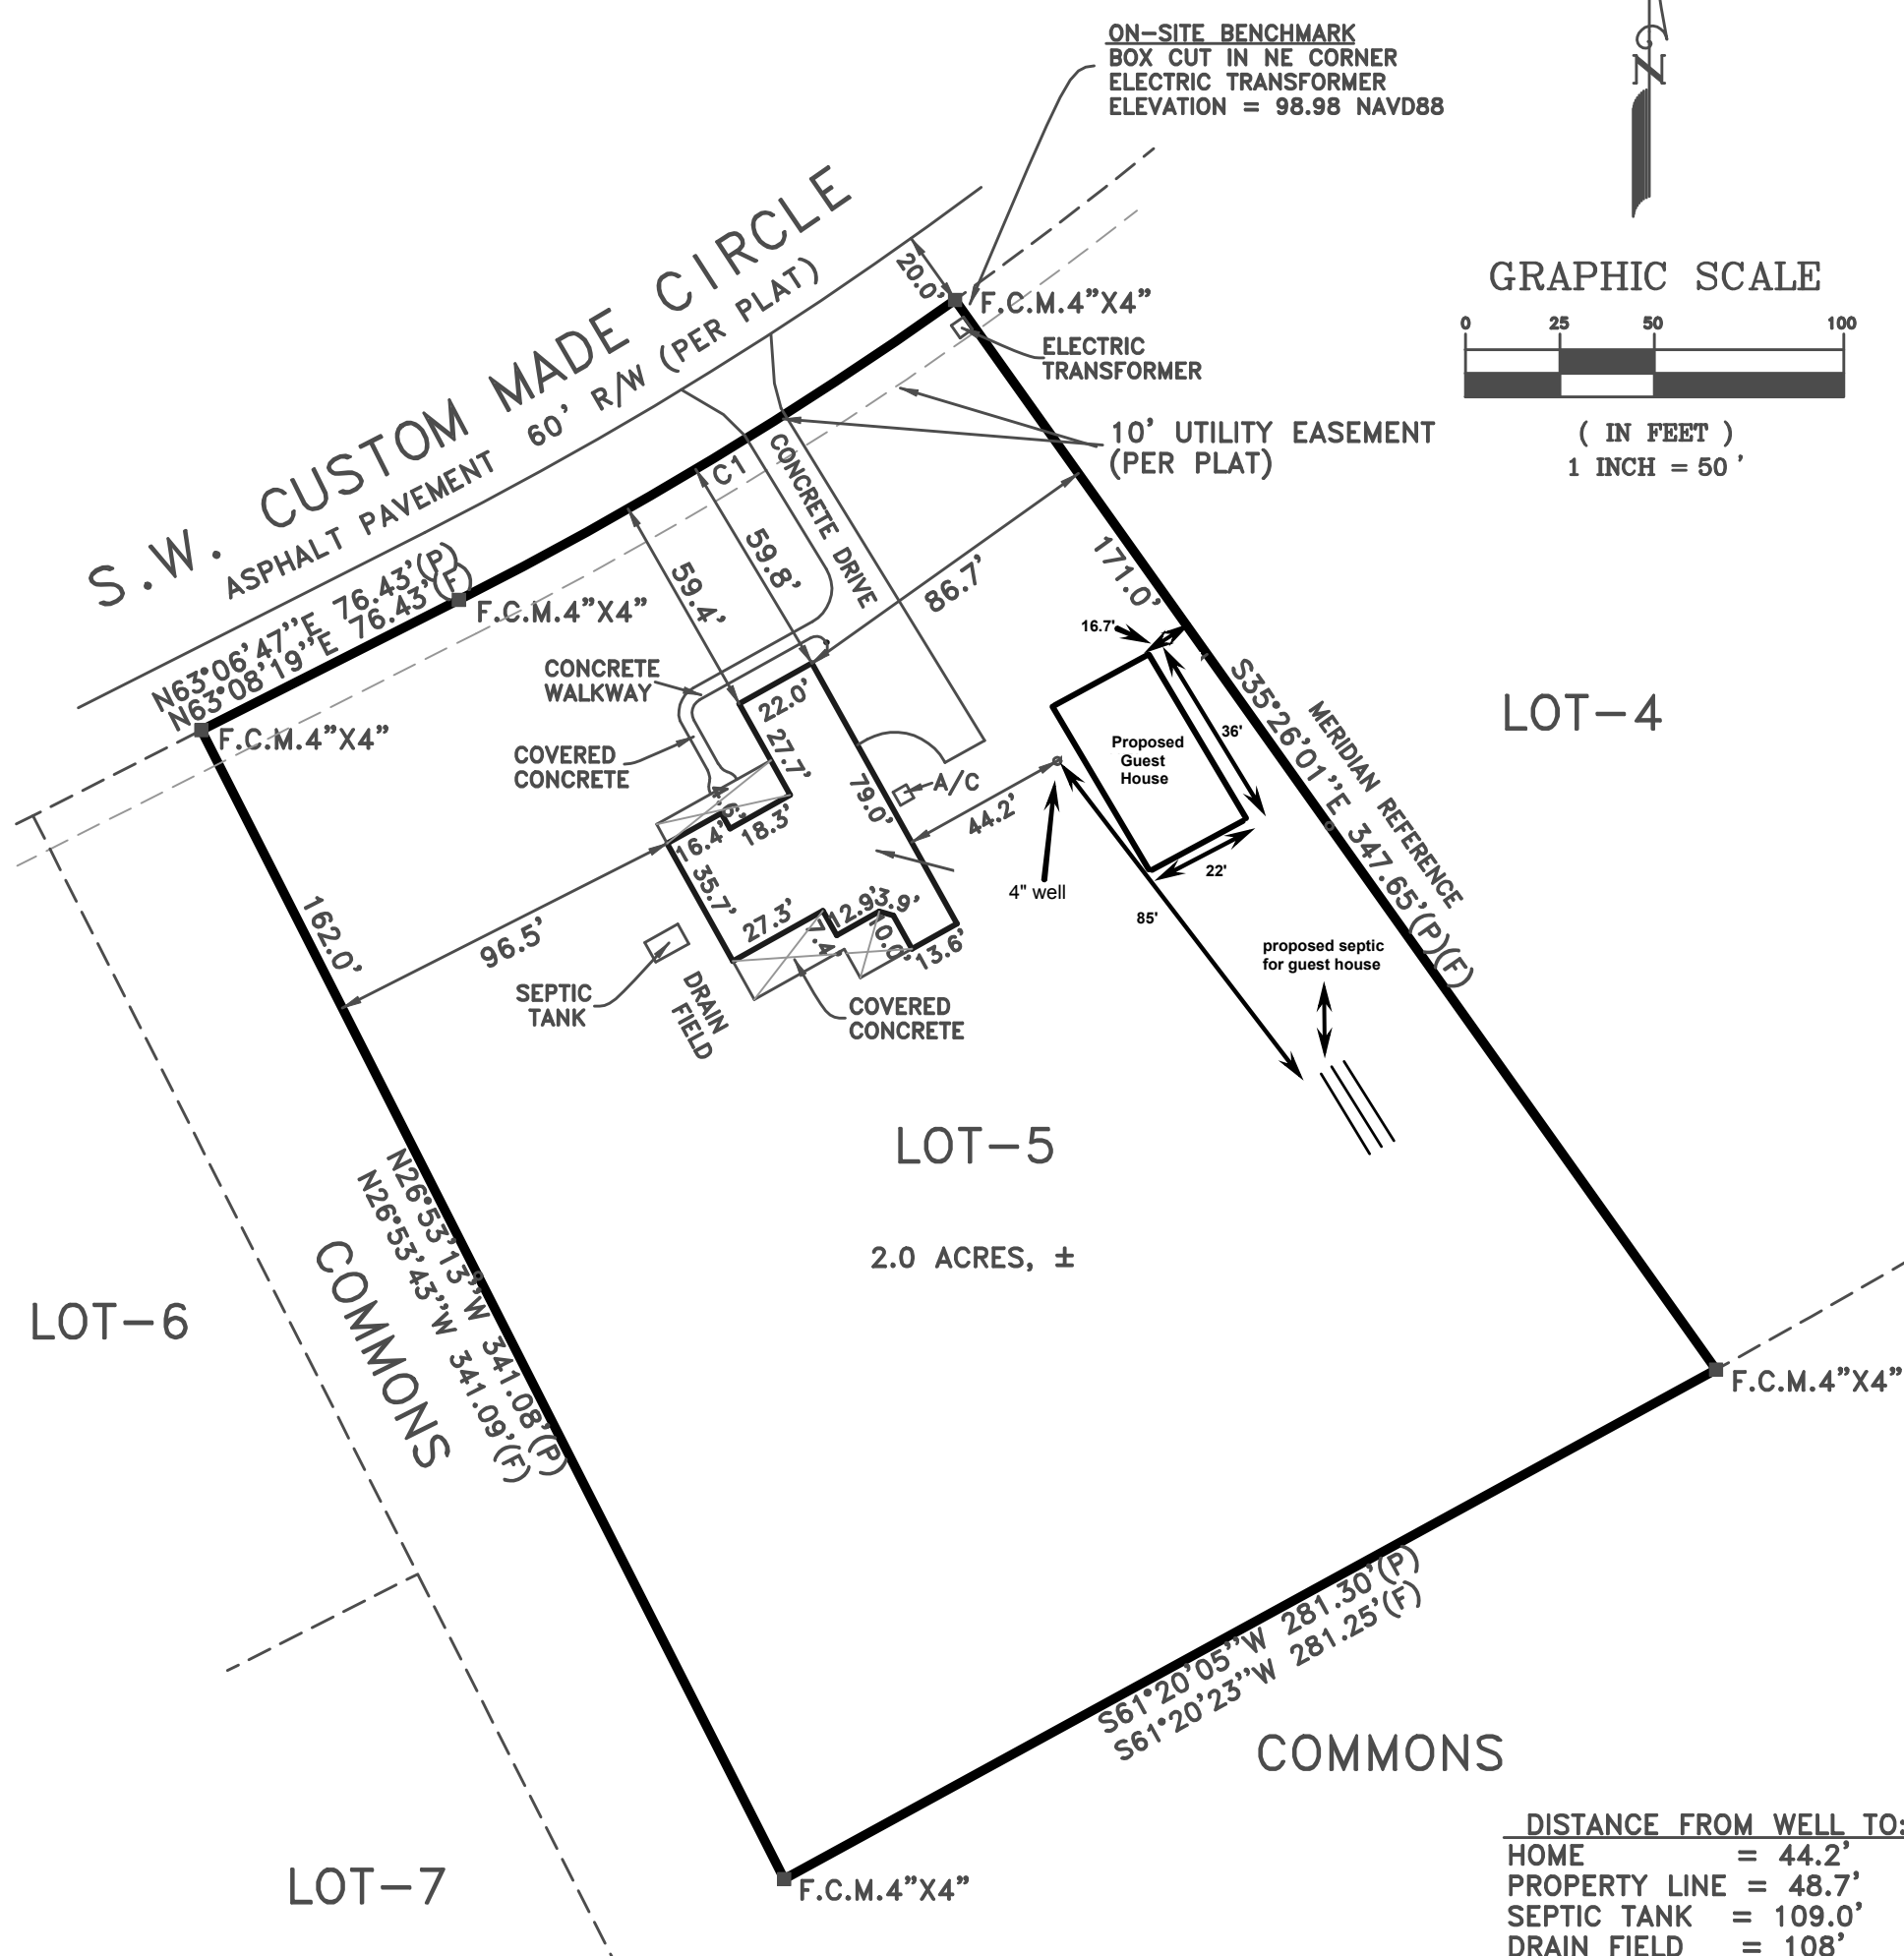 ON-SITE BENCHMARK
BOX CUT IN NE CORNER
ELECTRIC TRANSFORMER
ELEVATION = 98.98 NAVD88
N
GRAPHIC SCALE
0 25 50 100
( IN FEET )
1 INCH = 50 '
S.W. CUSTOM MADE CIRCLE
ASPHALT PAVEMENT 60' R/W (PER PLAT)
20.0'
F.C.M.4"X4"
ELECTRIC
TRANSFORMER
10' UTILITY EASEMENT
(PER PLAT)
N63°06'47"E 76.43'(P)
N63°08'19"E 76.43'(F)
F.C.M.4"X4"
F.C.M.4"X4"
C1
CONCRETE DRIVE
59.8'
59.4'
86.7'
171.0'
16.7'
CONCRETE
WALKWAY
COVERED
CONCRETE
22.0'
27.7'
79.0'
A/C
18.3'
16.4'
35.7'
44.2'
4" well
Proposed
Guest
House
36'
22'
85'
S35°26'01"E 347.65'(P)(F)
MERIDIAN REFERENCE
LOT-4
162.0'
96.5'
27.3'
7.4'
12.9'
3.9'
13.6'
SEPTIC
TANK
DRAIN
FIELD
COVERED
CONCRETE
proposed septic
for guest house
LOT-5
2.0 ACRES, ±
N26°53'13"W 341.08'(P)
N26°53'43"W 341.09'(F)
COMMONS
LOT-6
LOT-7
F.C.M.4"X4"
F.C.M.4"X4"
S61°20'05"W 281.30'(P)
S61°20'23"W 281.25'(F)
COMMONS
DISTANCE FROM WELL TO:
HOME = 44.2'
PROPERTY LINE = 48.7'
SEPTIC TANK = 109.0'
DRAIN FIELD = 108'